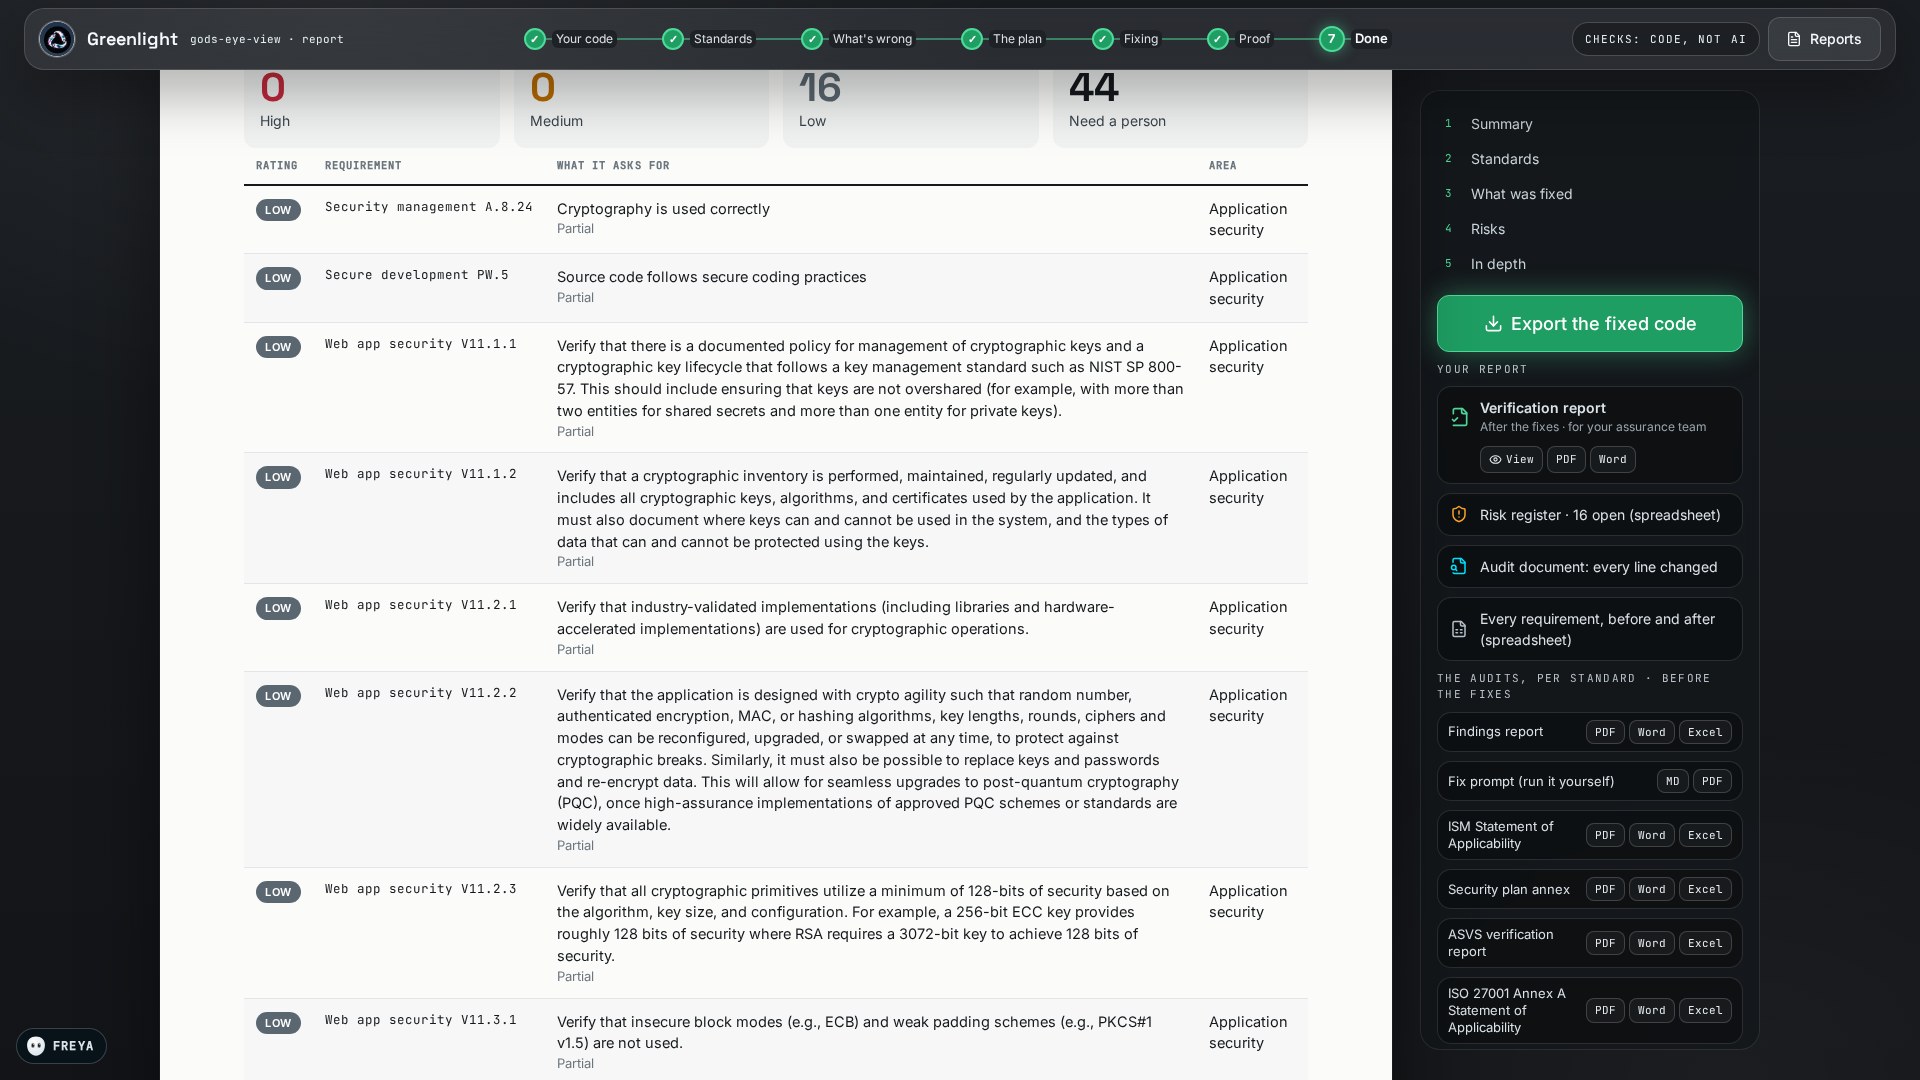 Greenlight
gods-eye-view · report
✓ Your code
✓ Standards
✓ What's wrong
✓ The plan
✓ Fixing
✓ Proof
7 Done
CHECKS: CODE, NOT AI
Reports
0
High
0
Medium
16
Low
44
Need a person
RATING REQUIREMENT WHAT IT ASKS FOR AREA
LOW
Security management A.8.24
Cryptography is used correctly
Partial
Application
security
LOW
Secure development PW.5
Source code follows secure coding practices
Partial
Application
security
LOW
Web app security V11.1.1
Verify that there is a documented policy for management of cryptographic keys and a
cryptographic key lifecycle that follows a key management standard such as NIST SP 800-
57. This should include ensuring that keys are not overshared (for example, with more than
two entities for shared secrets and more than one entity for private keys).
Partial
Application
security
LOW
Web app security V11.1.2
Verify that a cryptographic inventory is performed, maintained, regularly updated, and
includes all cryptographic keys, algorithms, and certificates used by the application. It
must also document where keys can and cannot be used in the system, and the types of
data that can and cannot be protected using the keys.
Partial
Application
security
LOW
Web app security V11.2.1
Verify that industry-validated implementations (including libraries and hardware-
accelerated implementations) are used for cryptographic operations.
Partial
Application
security
LOW
Web app security V11.2.2
Verify that the application is designed with crypto agility such that random number,
authenticated encryption, MAC, or hashing algorithms, key lengths, rounds, ciphers and
modes can be reconfigured, upgraded, or swapped at any time, to protect against
cryptographic breaks. Similarly, it must also be possible to replace keys and passwords
and re-encrypt data. This will allow for seamless upgrades to post-quantum cryptography
(PQC), once high-assurance implementations of approved PQC schemes or standards are
widely available.
Partial
Application
security
LOW
Web app security V11.2.3
Verify that all cryptographic primitives utilize a minimum of 128-bits of security based on
the algorithm, key size, and configuration. For example, a 256-bit ECC key provides
roughly 128 bits of security where RSA requires a 3072-bit key to achieve 128 bits of
security.
Partial
Application
security
LOW
Web app security V11.3.1
Verify that insecure block modes (e.g., ECB) and weak padding schemes (e.g., PKCS#1
v1.5) are not used.
Partial
Application
security
1 Summary
2 Standards
3 What was fixed
4 Risks
5 In depth
Export the fixed code
YOUR REPORT
Verification report
After the fixes · for your assurance team
View PDF Word
Risk register · 16 open (spreadsheet)
Audit document: every line changed
Every requirement, before and after
(spreadsheet)
THE AUDITS, PER STANDARD · BEFORE
THE FIXES
Findings report PDF Word Excel
Fix prompt (run it yourself) MD PDF
ISM Statement of
Applicability
PDF Word Excel
Security plan annex PDF Word Excel
ASVS verification
report
PDF Word Excel
ISO 27001 Annex A
Statement of
Applicability
PDF Word Excel
FREYA